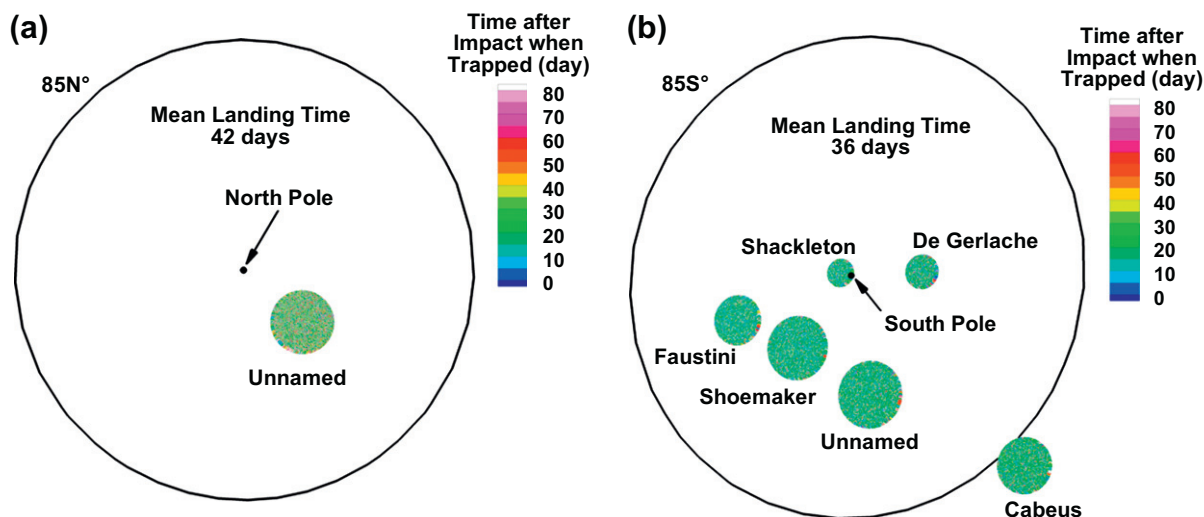 (a)
85N°
Mean Landing Time
42 days
North Pole
Unnamed
Time after
Impact when
Trapped (day)
80
70
60
50
40
30
20
10
0
(b)
85S°
Mean Landing Time
36 days
Shackleton
De Gerlache
South Pole
Faustini
Shoemaker
Unnamed
Cabeus
Time after
Impact when
Trapped (day)
80
70
60
50
40
30
20
10
0